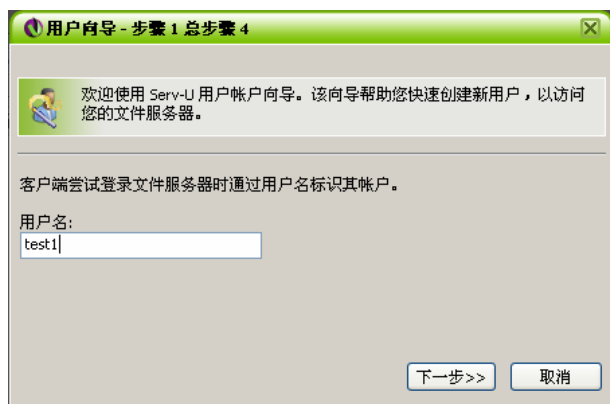 用户向导 - 步骤 1 总步骤 4
欢迎使用 Serv-U 用户帐户向导。该向导帮助您快速创建新用户，以访问
您的文件服务器。
客户端尝试登录文件服务器时通过用户名标识其帐户。
用户名:
test1
下一步>>
取消